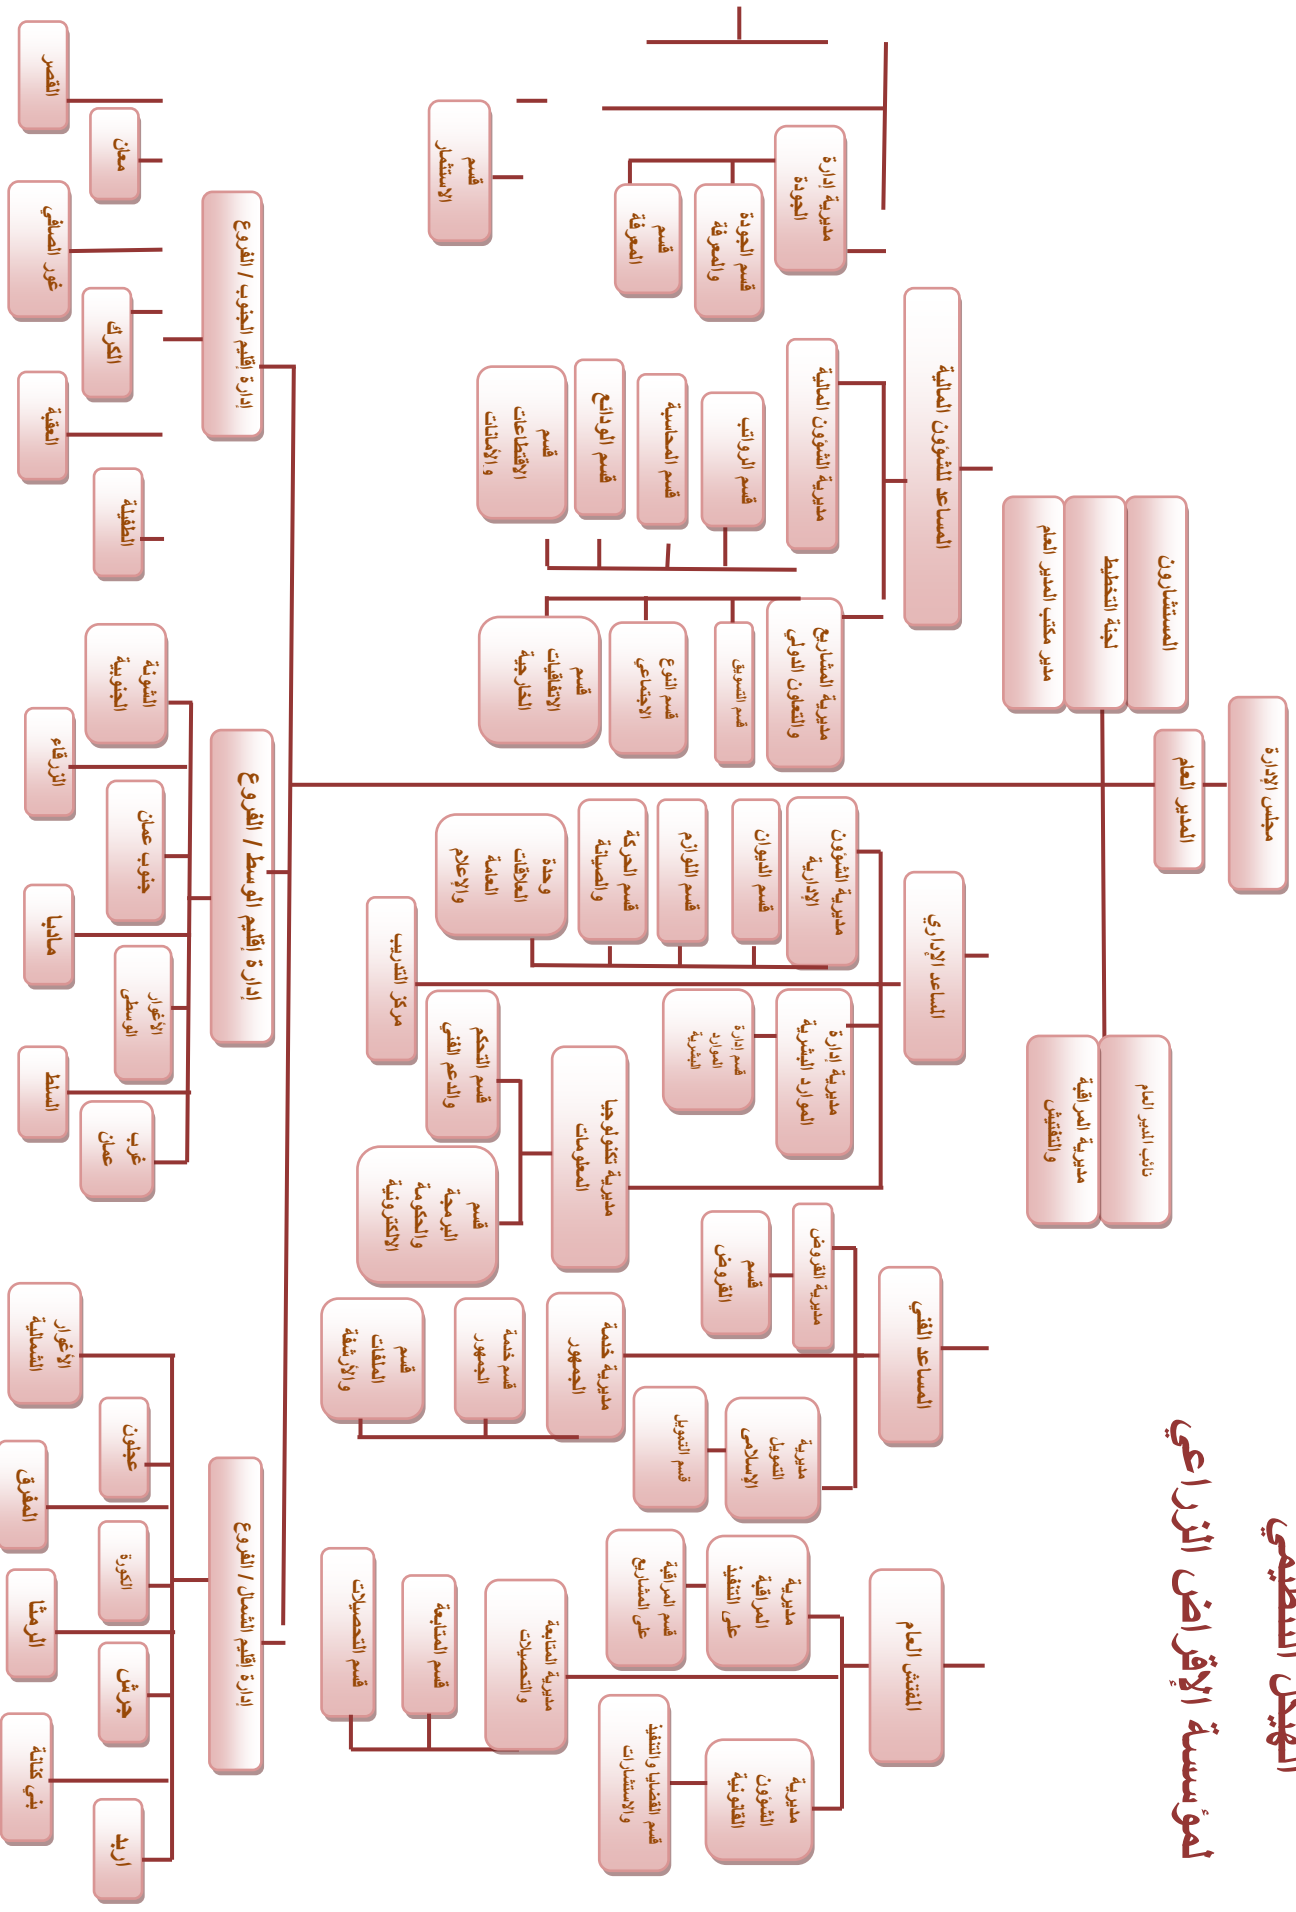 الهيكل التنظيمي
لمؤسسة الإقراض الزراعي
مجلس الإدارة
المدير العام
المستشارون
لجنة التخطيط
مدير مكتب المدير العام
نائب المدير العام
مديرية المراقبة
والتفتيش
المساعد للشؤون المالية
المساعد الإداري
المساعد الفني
المفتش العام
مديرية إدارة
الجودة
قسم الجودة
والمعرفة
قسم
المعرفة
قسم
الاستثمار
مديرية الشؤون المالية
قسم الرواتب
قسم المحاسبة
قسم الودائع
قسم
الاقتطاعات
والأمانات
مديرية المشاريع
والتعاون الدولي
قسم التسويق
قسم النوع
الاجتماعي
قسم
الاتفاقيات
الخارجية
مديرية الشؤون
الإدارية
قسم الديوان
قسم اللوازم
قسم الحركة
والصيانة
وحدة
العلاقات
العامة
والإعلام
مركز التدريب
مديرية إدارة
الموارد البشرية
قسم إدارة
الموارد
البشرية
مديرية تكنولوجيا
المعلومات
قسم التحكم
والدعم الفني
قسم
البرمجة
والحكومة
الالكترونية
مديرية القروض
قسم
القروض
مديرية خدمة
الجمهور
قسم خدمة
الجمهور
قسم
الملفات
والأرشفة
مديرية
التمويل
الإسلامي
قسم التمويل
مديرية
المراقبة
على التنفيذ
قسم المراقبة
على المشاريع
مديرية المتابعة
والتحصيلات
قسم المتابعة
قسم التحصيلات
مديرية
الشؤون
القانونية
قسم القضايا والتنفيذ
والاستشارات
إدارة إقليم الجنوب / الفروع
القصر
معان
غور الصافي
الكرك
العقبة
الطفيلة
إدارة إقليم الوسط / الفروع
الشونة
الجنوبية
الزرقاء
جنوب عمان
مادبا
الأغوار
الوسطى
السلط
غرب
عمان
إدارة إقليم الشمال / الفروع
الأغوار
الشمالية
عجلون
المفرق
الكورة
الرمثا
جرش
بني كنانة
اربد